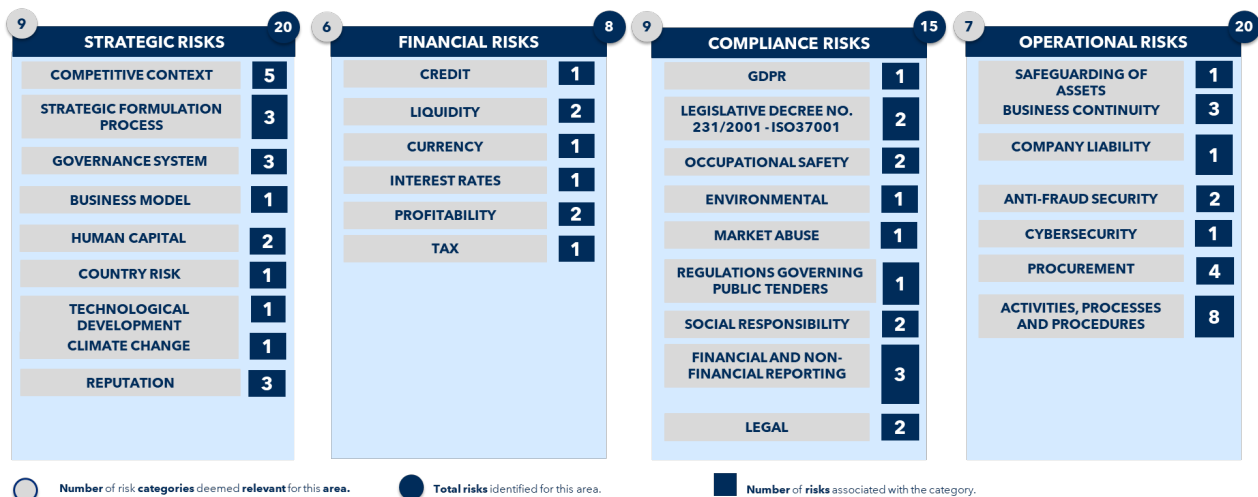 9
STRATEGIC RISKS
20
COMPETITIVE CONTEXT
5
STRATEGIC FORMULATION
PROCESS
3
GOVERNANCE SYSTEM
3
BUSINESS MODEL
1
HUMAN CAPITAL
2
COUNTRY RISK
1
TECHNOLOGICAL
DEVELOPMENT
1
CLIMATE CHANGE
1
REPUTATION
3
6
FINANCIAL RISKS
8
CREDIT
1
LIQUIDITY
2
CURRENCY
1
INTEREST RATES
1
PROFITABILITY
2
TAX
1
9
COMPLIANCE RISKS
15
GDPR
1
LEGISLATIVE DECREE NO.
231/2001 - ISO37001
2
OCCUPATIONAL SAFETY
2
ENVIRONMENTAL
1
MARKET ABUSE
1
REGULATIONS GOVERNING
PUBLIC TENDERS
1
SOCIAL RESPONSIBILITY
2
FINANCIAL AND NON-
FINANCIAL REPORTING
3
LEGAL
2
7
OPERATIONAL RISKS
20
SAFEGUARDING OF
ASSETS
1
BUSINESS CONTINUITY
3
COMPANY LIABILITY
1
ANTI-FRAUD SECURITY
2
CYBERSECURITY
1
PROCUREMENT
4
ACTIVITIES, PROCESSES
AND PROCEDURES
8
Number of risk categories deemed relevant for this area.
Total risks identified for this area.
Number of risks associated with the category.